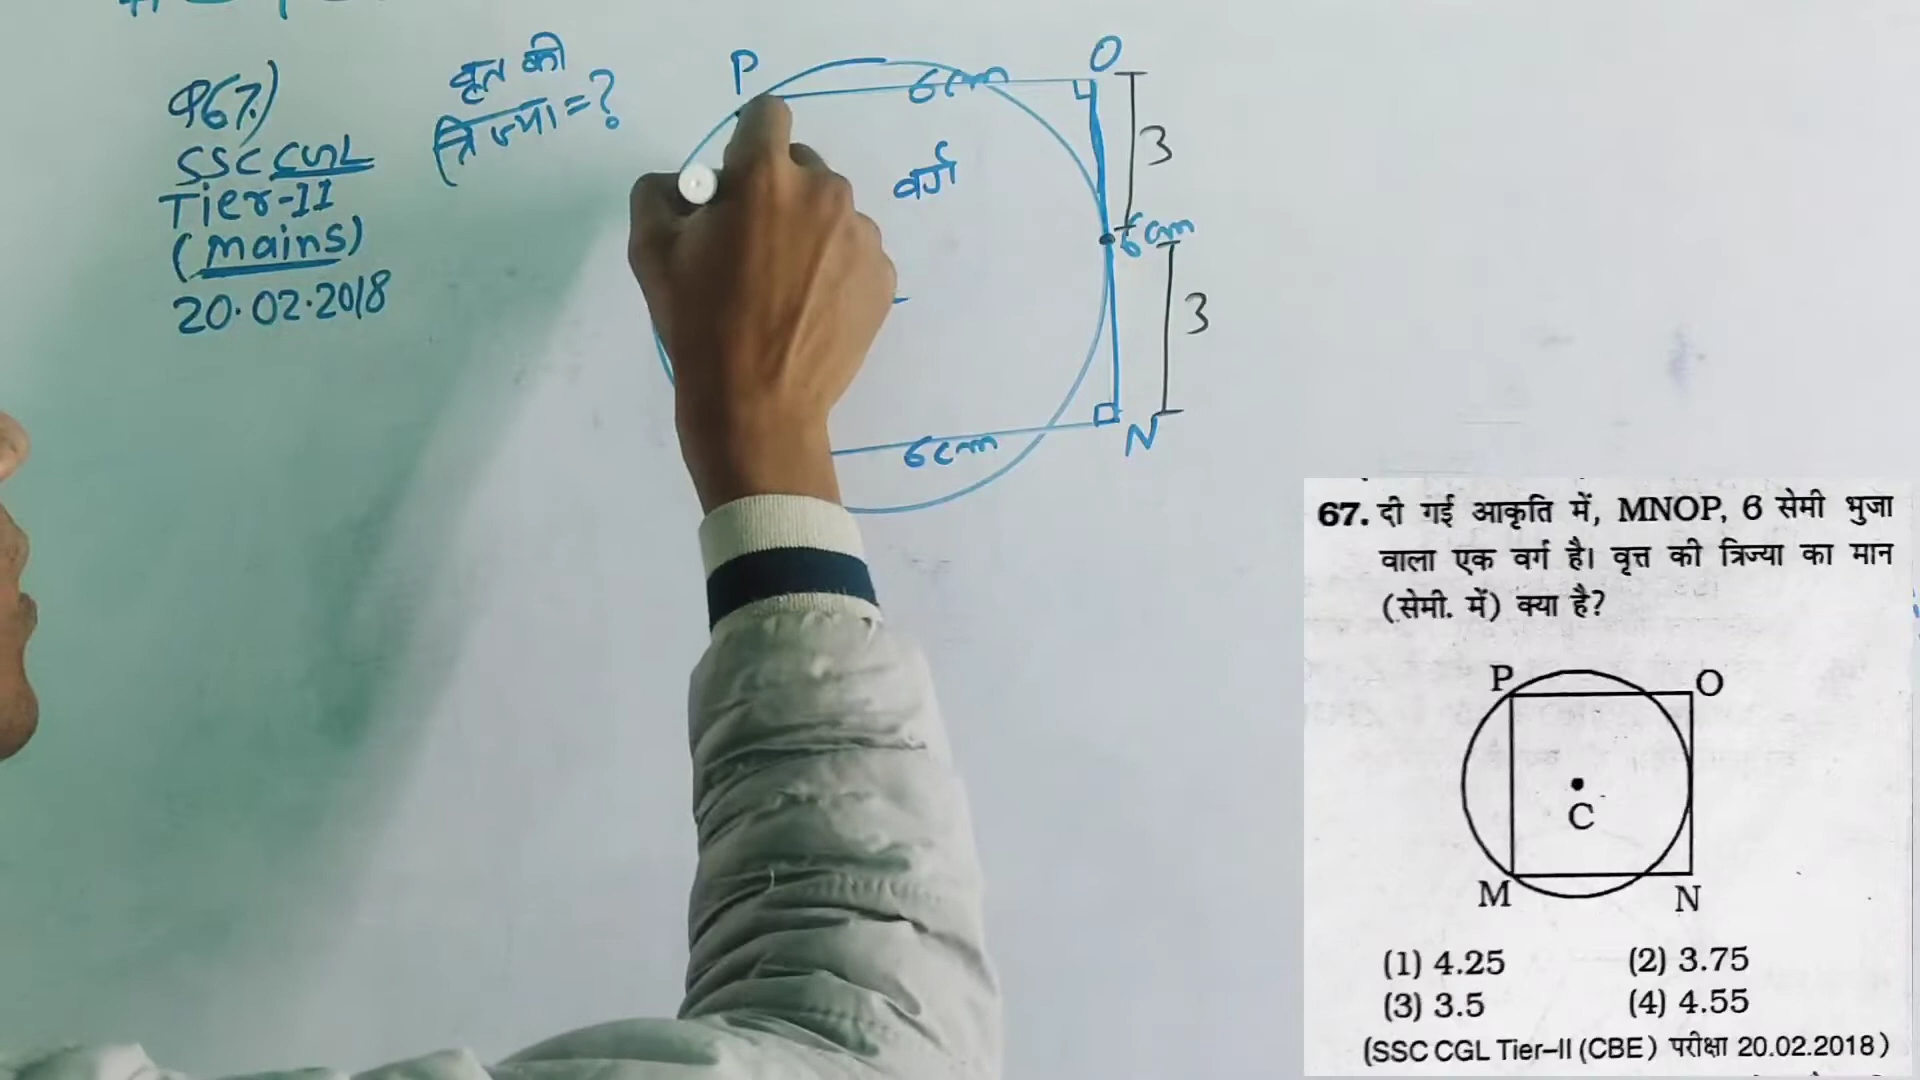 Q67.)
SSC CGL
Tier-II
(mains)
20.02.2018
वृत्त की
त्रिज्या = ?
P
6cm
O
वर्ग
3
6cm
3
6cm
N
67. दी गई आकृति में, MNOP, 6 सेमी भुजा
वाला एक वर्ग है। वृत्त की त्रिज्या का मान
(सेमी. में) क्या है?
P
O
C
M
N
(1) 4.25 (2) 3.75
(3) 3.5 (4) 4.55
(SSC CGL Tier–II (CBE) परीक्षा 20.02.2018)